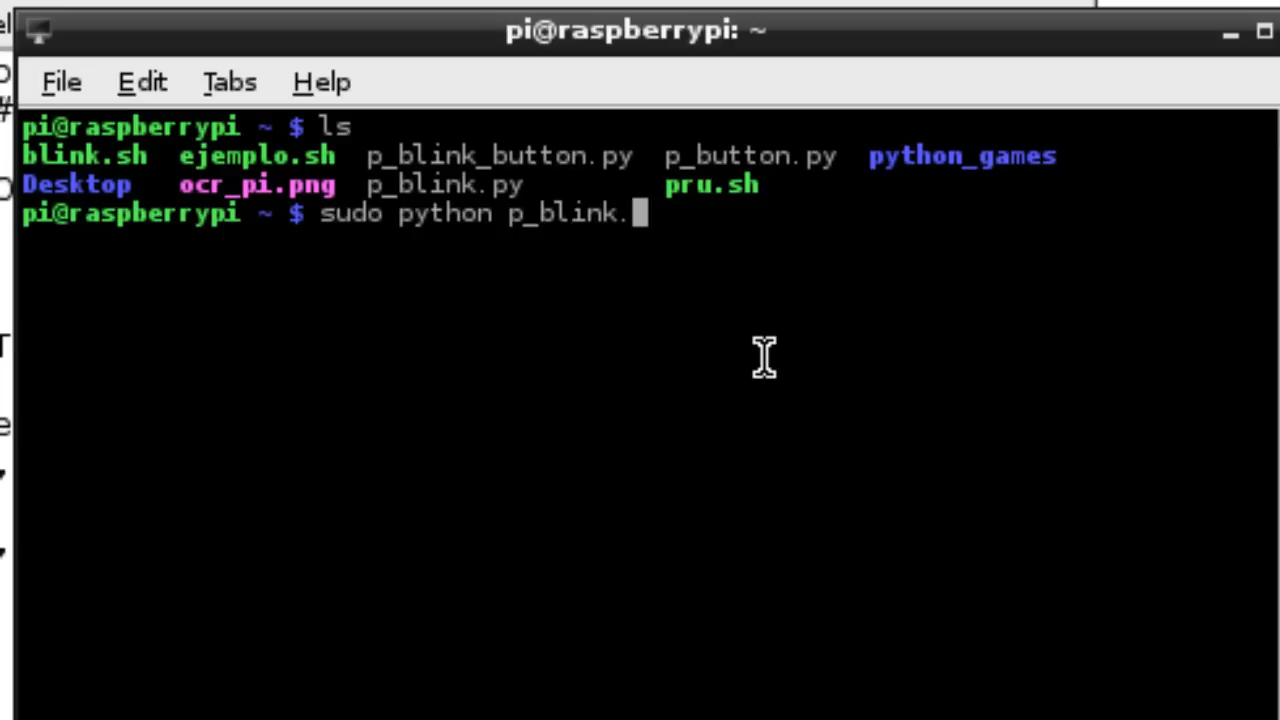 pi@raspberrypi: ~
File Edit Tabs Help
pi@raspberrypi ~ $ ls
blink.sh ejemplo.sh p_blink_button.py p_button.py python_games
Desktop ocr_pi.png p_blink.py pru.sh
pi@raspberrypi ~ $ sudo python p_blink.